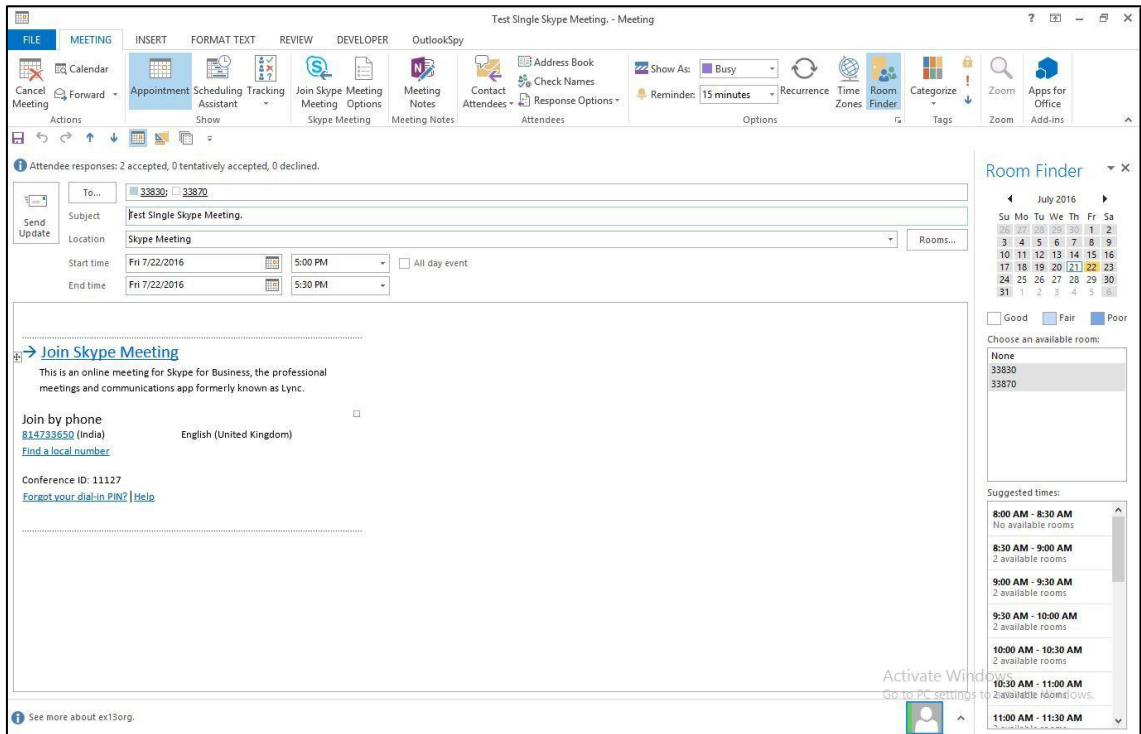 Test SIngle Skype Meeting. - Meeting
FILE MEETING INSERT FORMAT TEXT REVIEW DEVELOPER OutlookSpy
Cancel Meeting
Calendar
Forward
Actions
Appointment
Scheduling Assistant
Tracking
Show
Join Skype Meeting
Meeting Options
Skype Meeting
Meeting Notes
Meeting Notes
Contact Attendees
Address Book
Check Names
Response Options
Attendees
Show As: Busy
Reminder: 15 minutes
Recurrence
Time Zones
Room Finder
Options
Categorize
Tags
Zoom
Zoom
Apps for Office
Add-ins
Attendee responses: 2 accepted, 0 tentatively accepted, 0 declined.
Send Update
To... 33830; 33870
Subject Test SIngle Skype Meeting.
Location Skype Meeting Rooms...
Start time Fri 7/22/2016 5:00 PM All day event
End time Fri 7/22/2016 5:30 PM
→ Join Skype Meeting
This is an online meeting for Skype for Business, the professional
meetings and communications app formerly known as Lync.
Join by phone
814733650 (India) English (United Kingdom)
Find a local number
Conference ID: 11127
Forgot your dial-in PIN? | Help
See more about ex13org.
Room Finder
July 2016
Su Mo Tu We Th Fr Sa
26 27 28 29 30 1 2
3 4 5 6 7 8 9
10 11 12 13 14 15 16
17 18 19 20 21 22 23
24 25 26 27 28 29 30
31 1 2 3 4 5 6
Good Fair Poor
Choose an available room:
None
33830
33870
Suggested times:
8:00 AM - 8:30 AM
No available rooms
8:30 AM - 9:00 AM
2 available rooms
9:00 AM - 9:30 AM
2 available rooms
9:30 AM - 10:00 AM
2 available rooms
10:00 AM - 10:30 AM
2 available rooms
10:30 AM - 11:00 AM
2 available rooms
11:00 AM - 11:30 AM
Activate Windows
Go to PC settings to